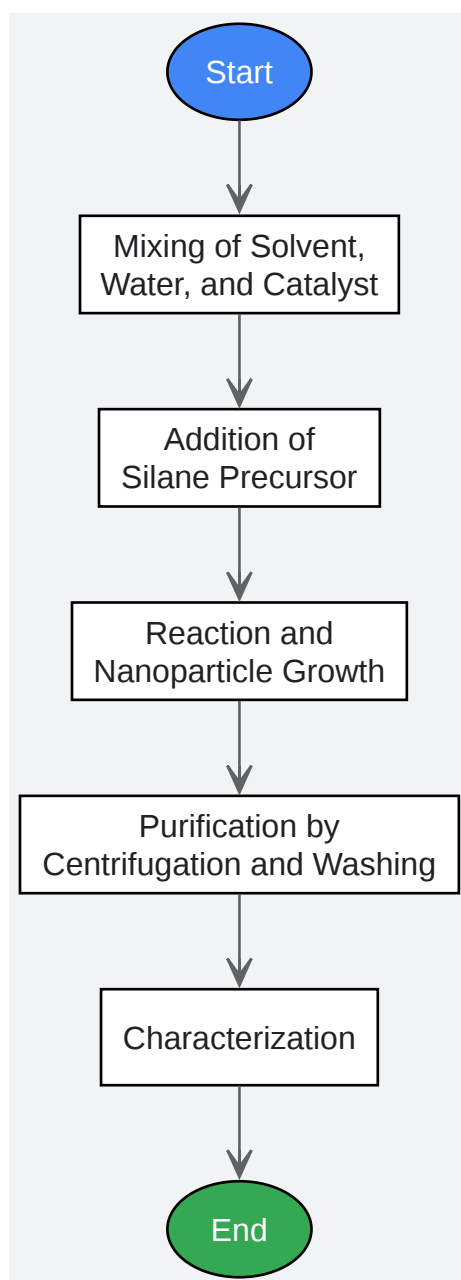 Start
Mixing of Solvent,
Water, and Catalyst
Addition of
Silane Precursor
Reaction and
Nanoparticle Growth
Purification by
Centrifugation and Washing
Characterization
End